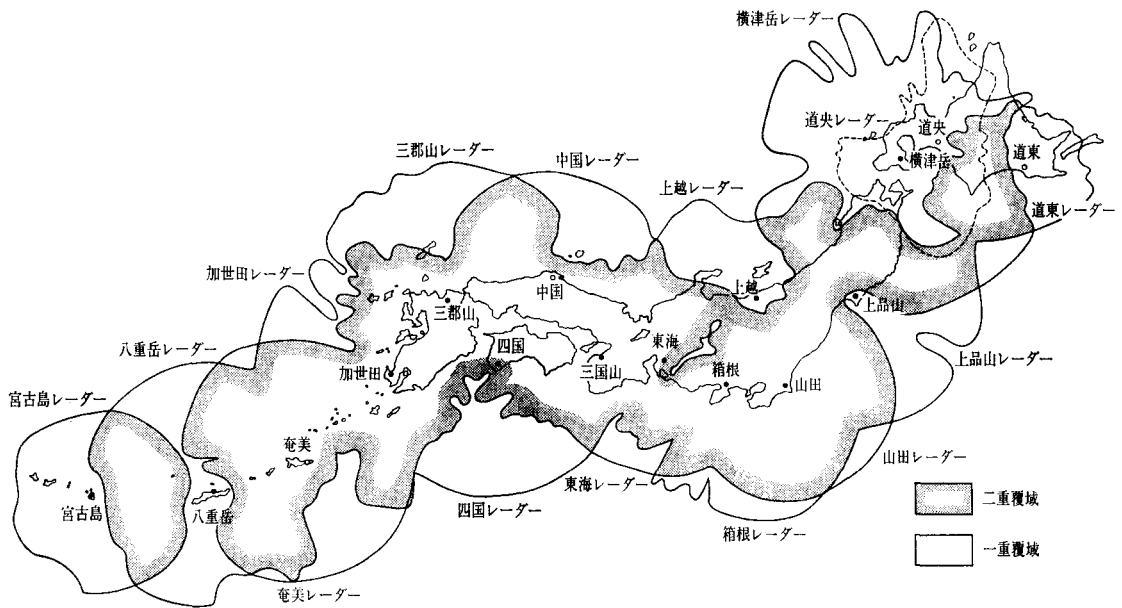 横津岳レーダー
道央レーダー
道央
横津岳
道東
道東レーダー
三郡山レーダー
中国レーダー
上越レーダー
加世田レーダー
中国
上越
上品山
三郡山
八重岳レーダー
四国
東海
加世田
三国山
箱根
山田
上品山レーダー
宮古島レーダー
奄美
山田レーダー
宮古島
八重岳
四国レーダー
東海レーダー
箱根レーダー
奄美レーダー
二重覆域
一重覆域